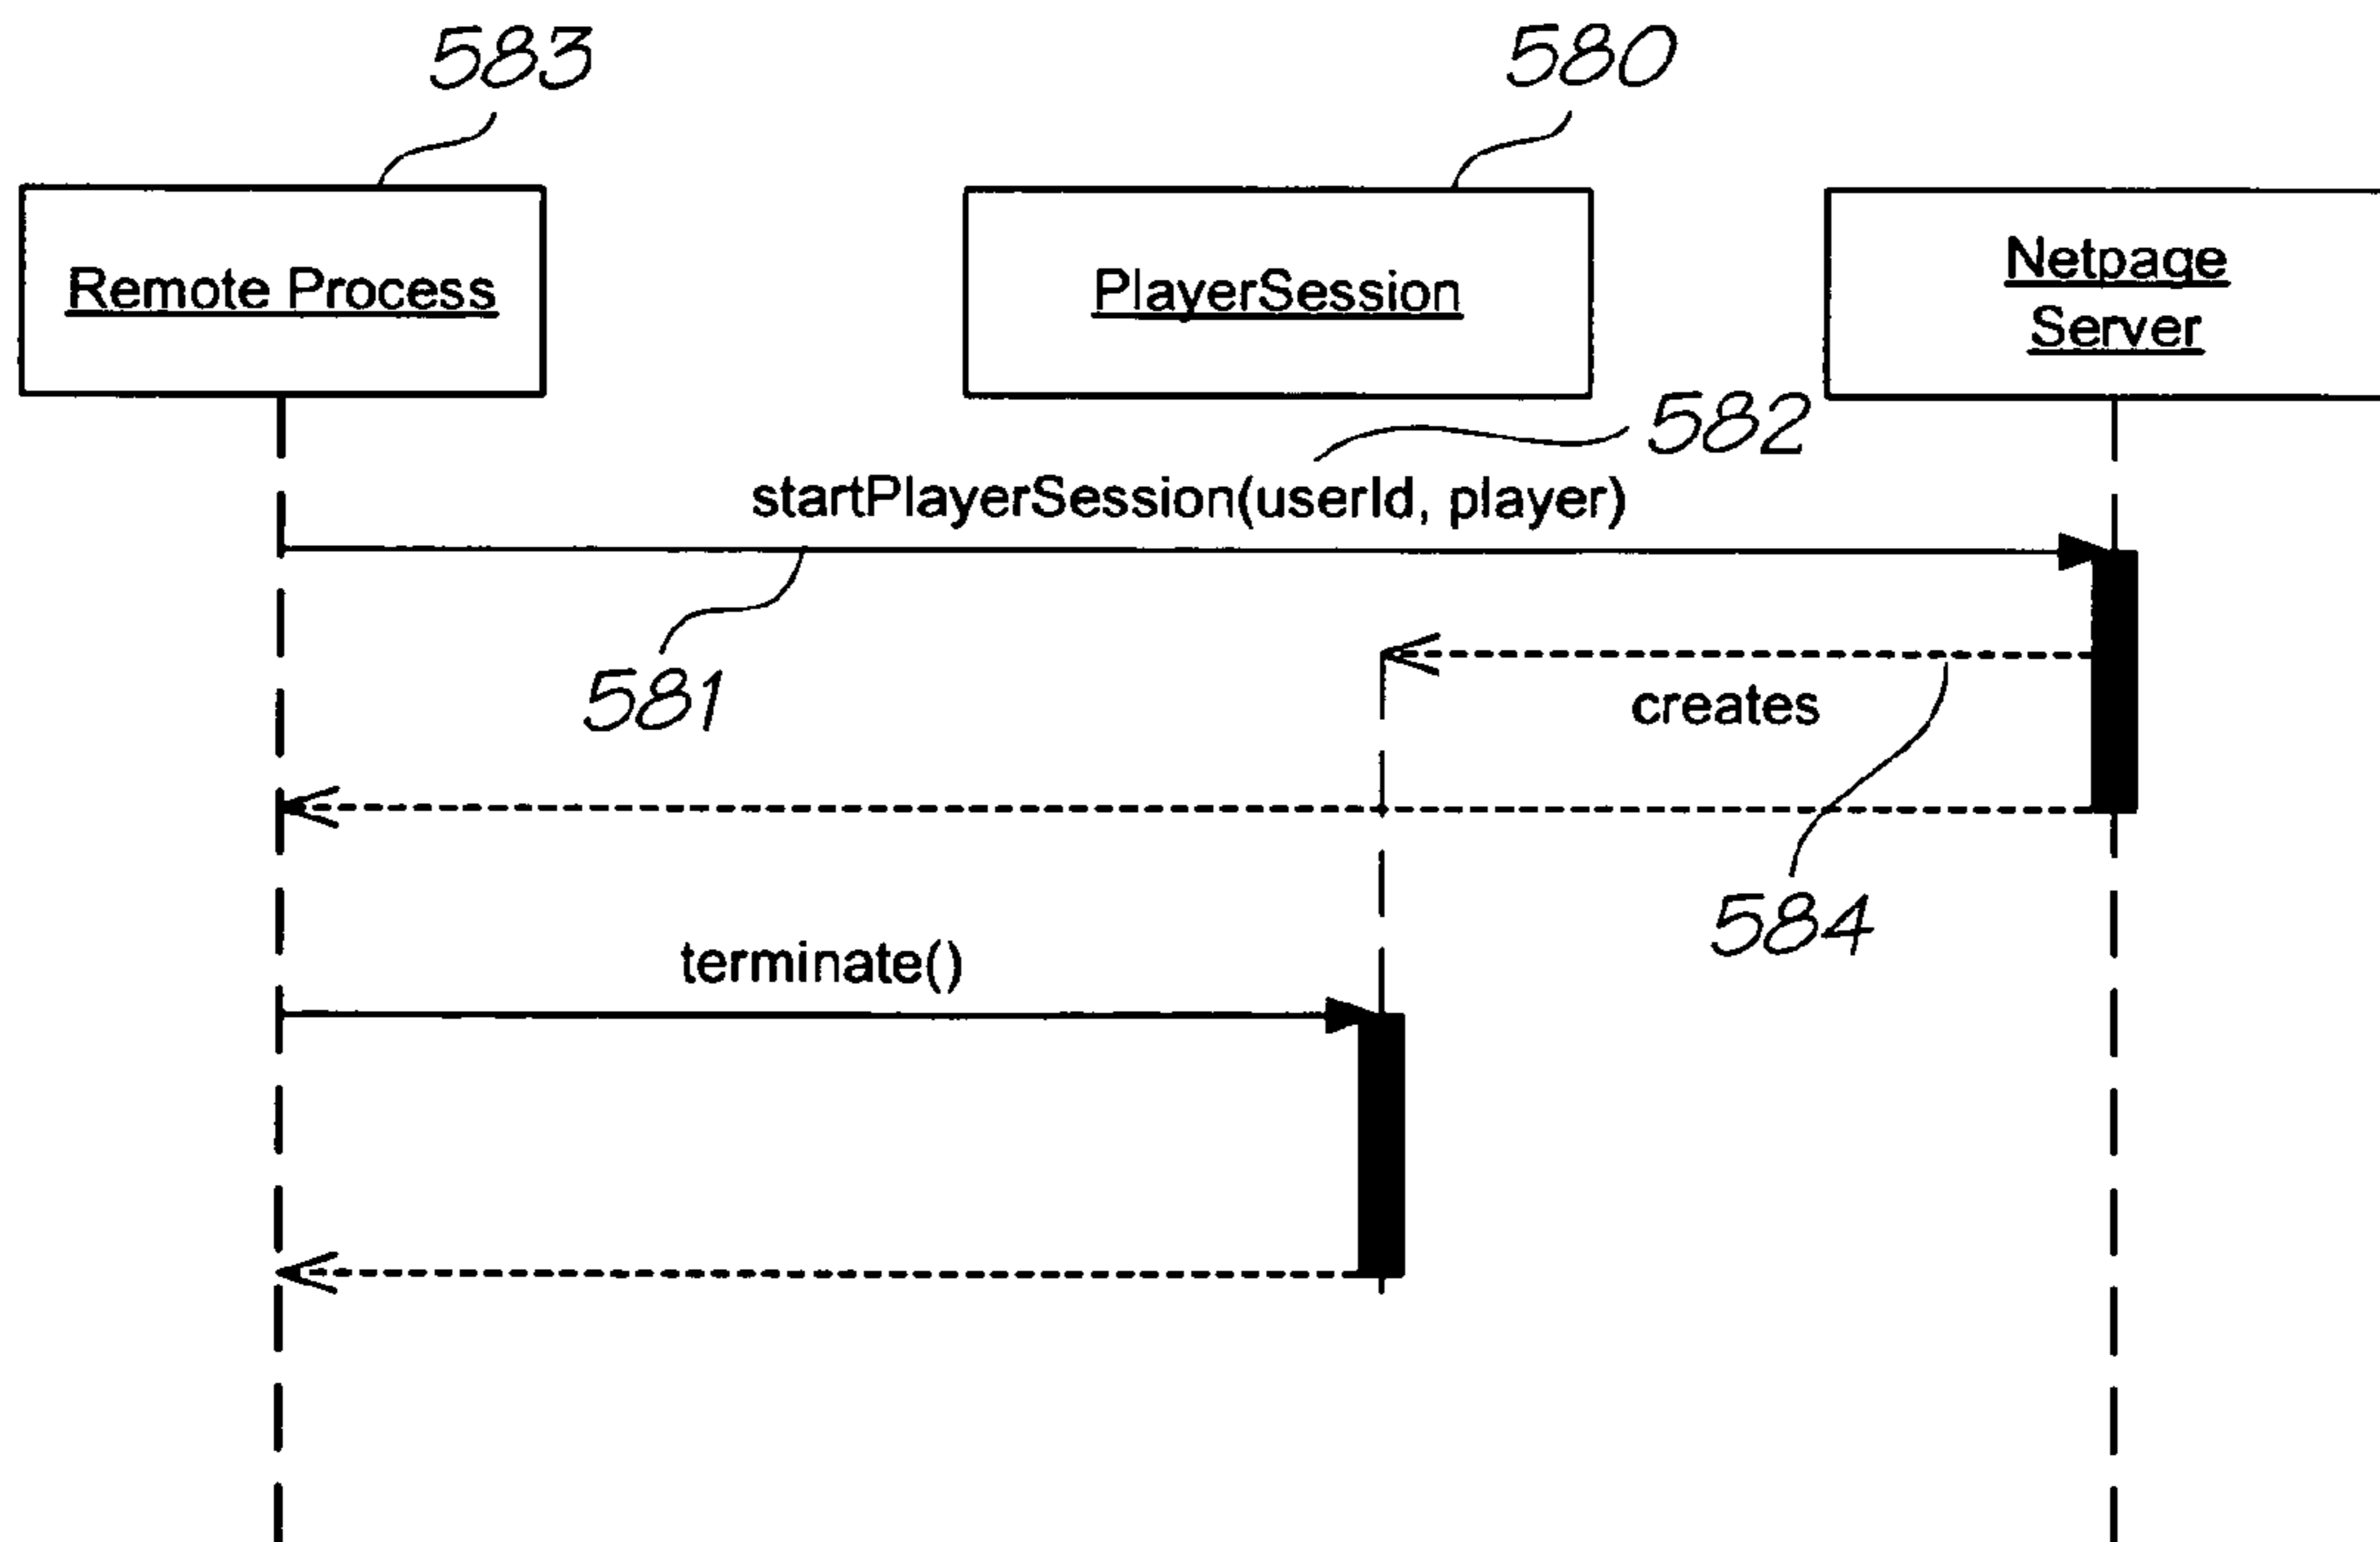 583
580
Remote Process
PlayerSession
Netpage
Server
582
startPlayerSession(userId, player)
581
creates
584
terminate()